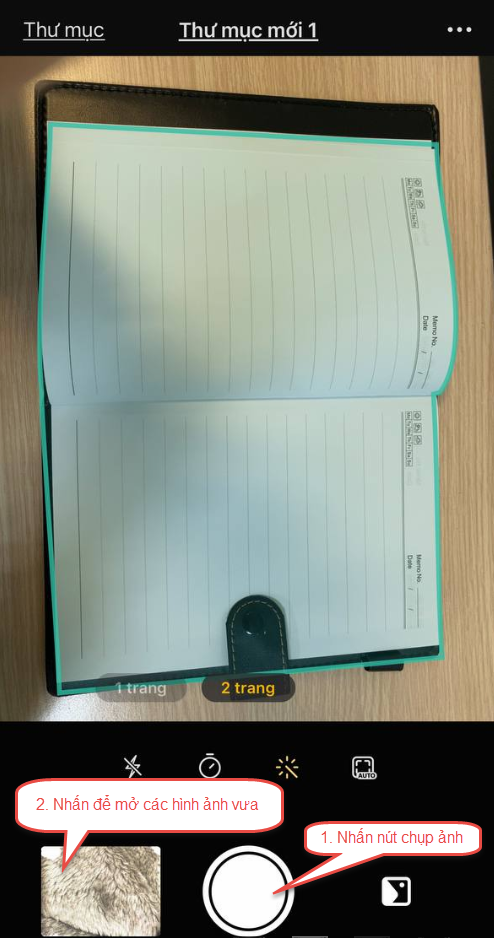 Thư mục
Thư mục mới 1
Memo No.
Date / /
Memo No.
Date / /
1 trang
2 trang
AUTO
2. Nhấn để mở các hình ảnh vưa
1. Nhấn nút chụp ảnh